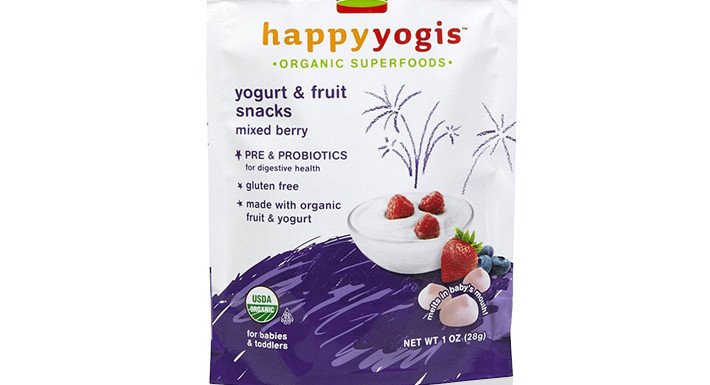 happyyogis™
•ORGANIC SUPERFOODS•
yogurt & fruit
snacks
mixed berry
PRE & PROBIOTICS
for digestive health
gluten free
made with organic
fruit & yogurt
melts in baby's mouth!
USDA
ORGANIC
for babies
& toddlers
NET WT 1 OZ (28g)